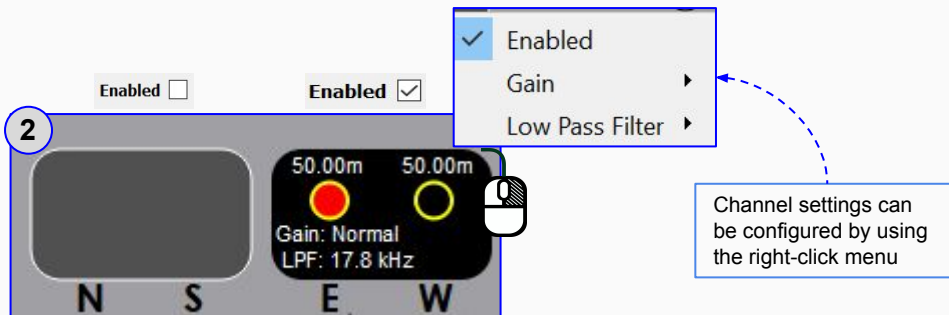 Enabled
Gain
Low Pass Filter
Enabled
Enabled
2
50.00m 50.00m
Gain: Normal
LPF: 17.8 kHz
N S E W
Channel settings can
be configured by using
the right-click menu